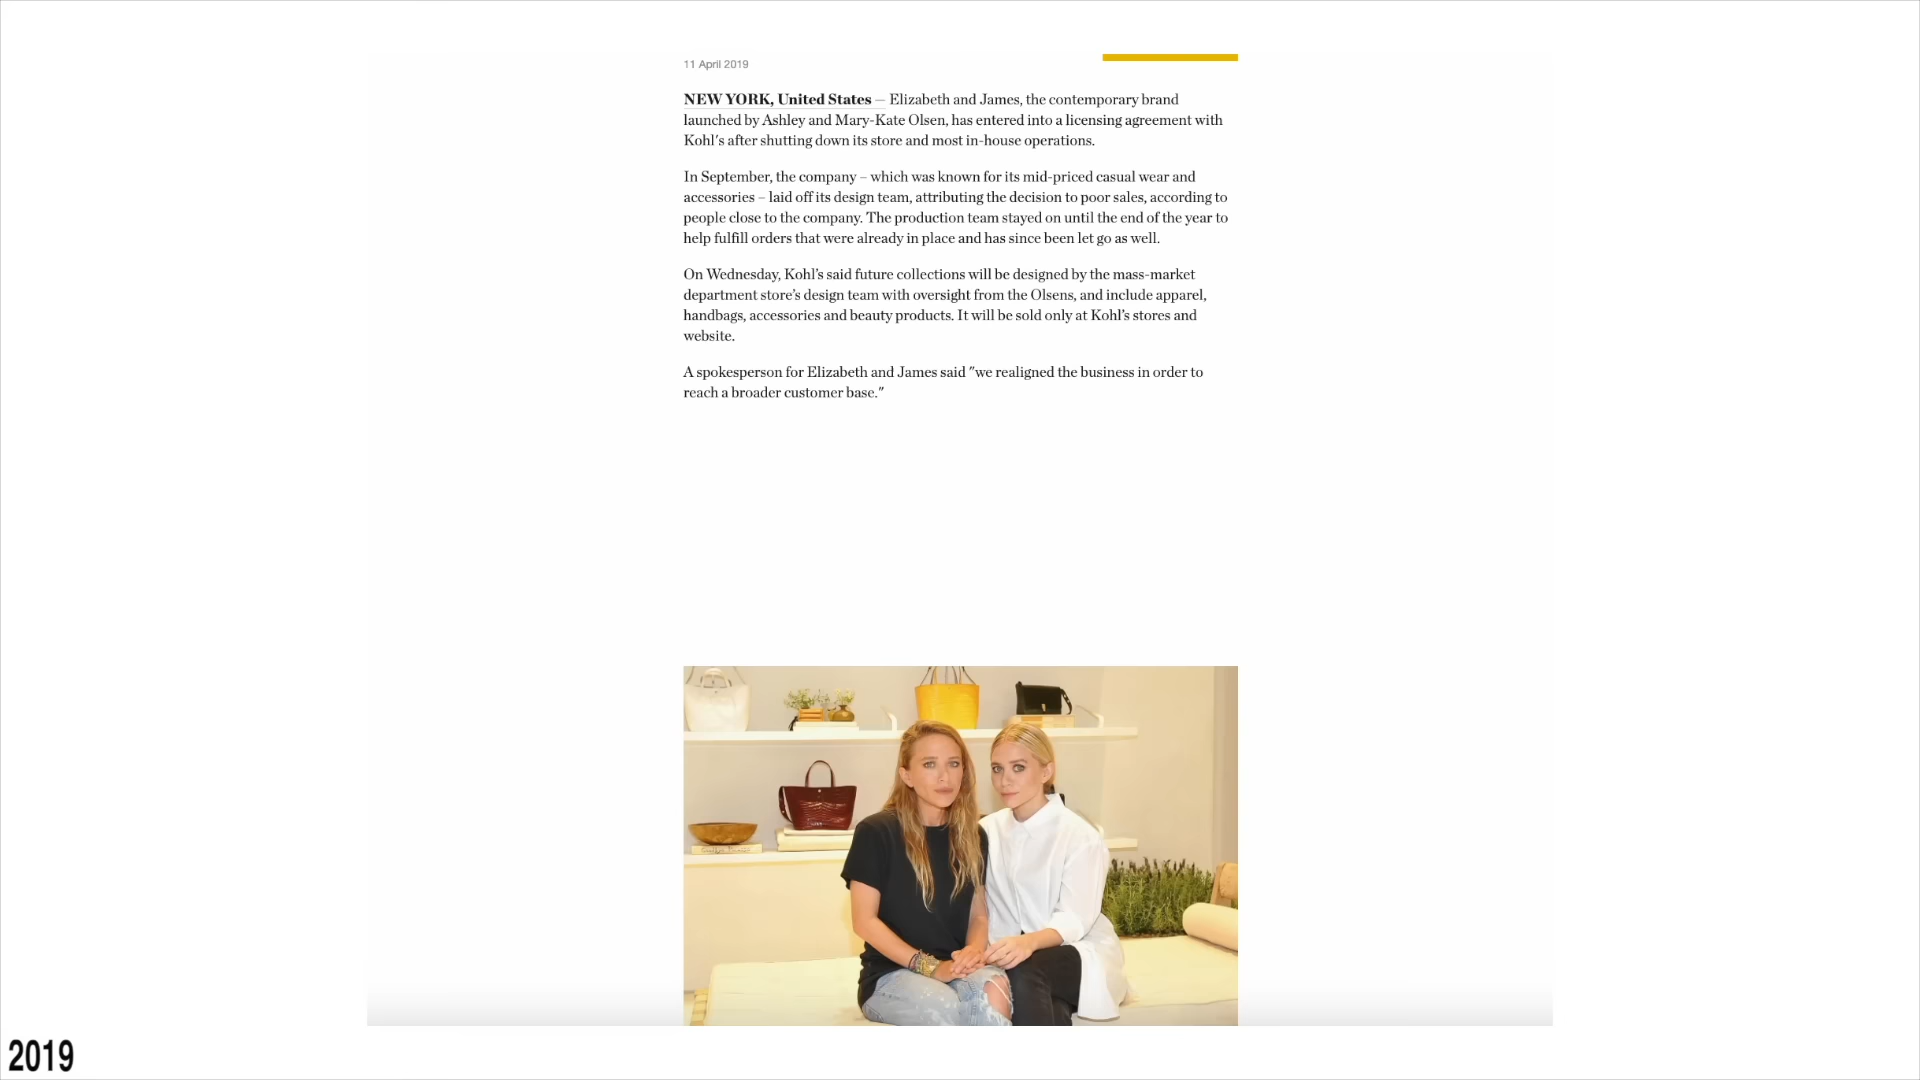 11 April 2019
NEW YORK, United States — Elizabeth and James, the contemporary brand
launched by Ashley and Mary-Kate Olsen, has entered into a licensing agreement with
Kohl's after shutting down its store and most in-house operations.
In September, the company – which was known for its mid-priced casual wear and
accessories – laid off its design team, attributing the decision to poor sales, according to
people close to the company. The production team stayed on until the end of the year to
help fulfill orders that were already in place and has since been let go as well.
On Wednesday, Kohl's said future collections will be designed by the mass-market
department store's design team with oversight from the Olsens, and include apparel,
handbags, accessories and beauty products. It will be sold only at Kohl's stores and
website.
A spokesperson for Elizabeth and James said "we realigned the business in order to
reach a broader customer base."
2019